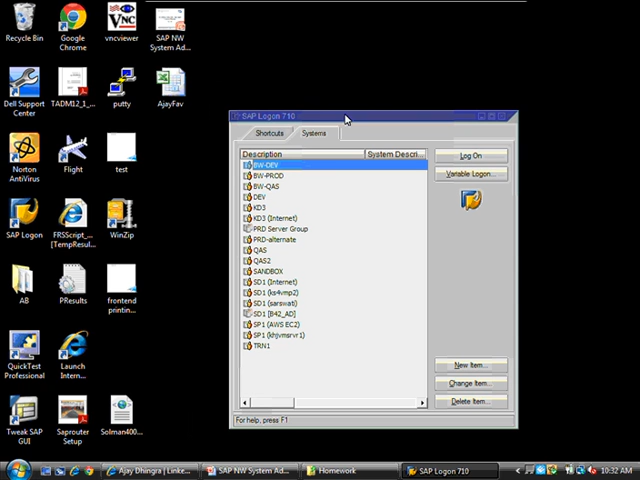 Recycle Bin
Google
Chrome
vncviewer
SAP NW
System Ad...
Dell Support
Center
TADM12_1...
putty
AjayFav
Norton
AntiVirus
Flight
test
SAP Logon
FRSScript_...
[TempResul...
WinZip
AB
PResults
frontend
printin...
QuickTest
Professional
Launch
Intern...
Tweak SAP
GUI
Saprouter
Setup
Solman400...
SAP Logon 710
Shortcuts
Systems
Description
System Descri...
BW-DEV
BW-PROD
BW-QAS
DEV
KD3
KD3 (Internet)
PRD Server Group
PRD-alternate
QAS
QAS2
SANDBOX
SD1 (Internet)
SD1 (ks4vmp2)
SD1 (sarswati)
SD1 [B42_AD]
SP1 (AWS EC2)
SP1 (khjvmsrvr1)
TRN1
Log On
Variable Logon...
New Item...
Change Item...
Delete Item...
For help, press F1
Ajay Dhingra | Linke...
SAP NW System Ad...
Homework
SAP Logon 710
10:32 AM